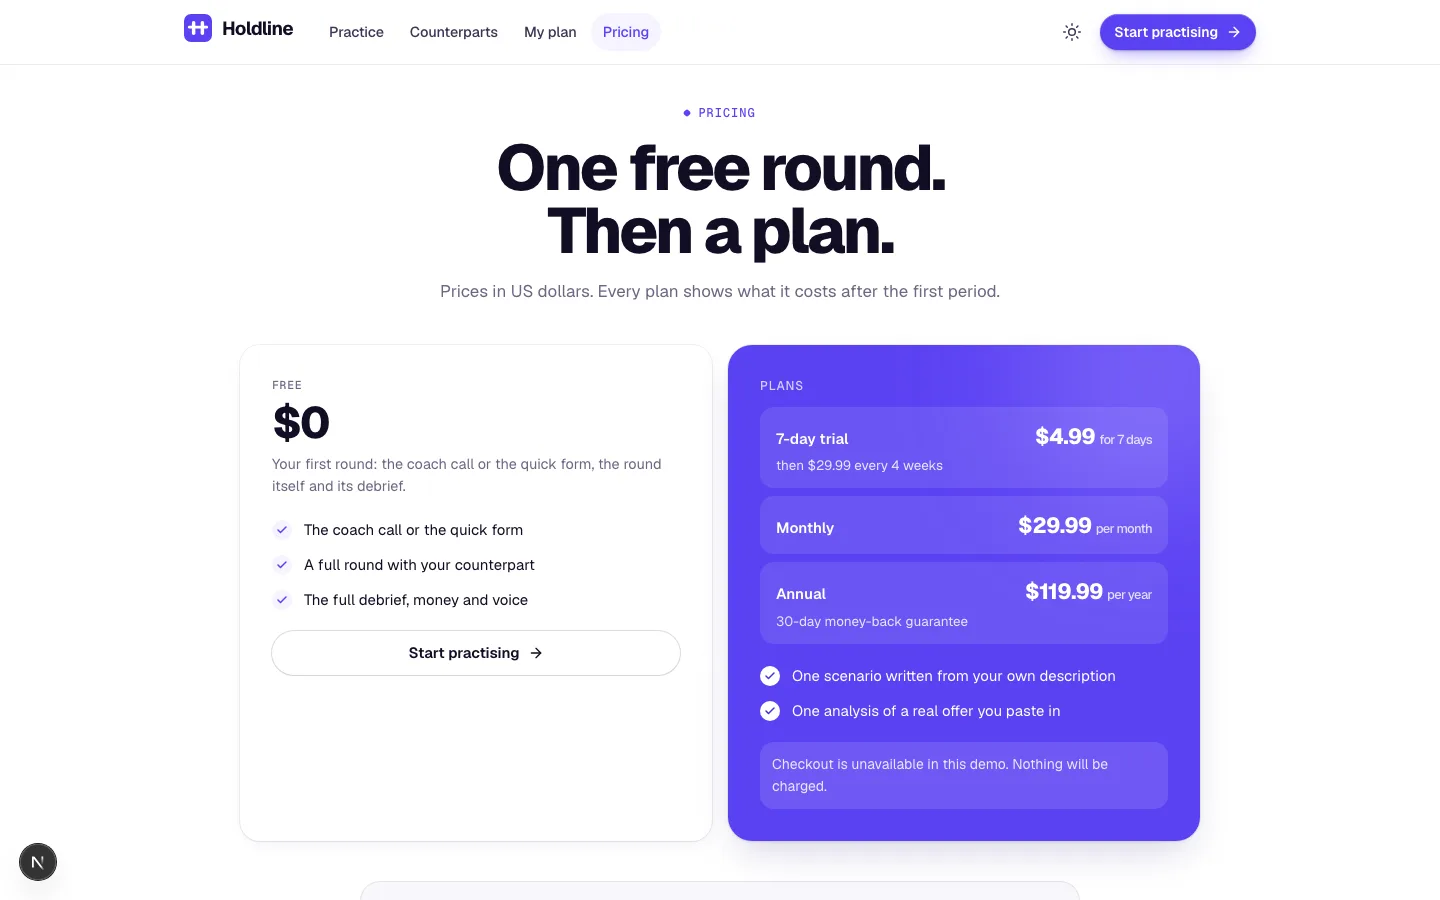 Holdline
Practice
Counterparts
My plan
Pricing
Start practising →
PRICING
One free round.
Then a plan.
Prices in US dollars. Every plan shows what it costs after the first period.
FREE
$0
Your first round: the coach call or the quick form, the round
itself and its debrief.
The coach call or the quick form
A full round with your counterpart
The full debrief, money and voice
Start practising →
PLANS
7-day trial $4.99 for 7 days
then $29.99 every 4 weeks
Monthly $29.99 per month
Annual $119.99 per year
30-day money-back guarantee
One scenario written from your own description
One analysis of a real offer you paste in
Checkout is unavailable in this demo. Nothing will be
charged.
N